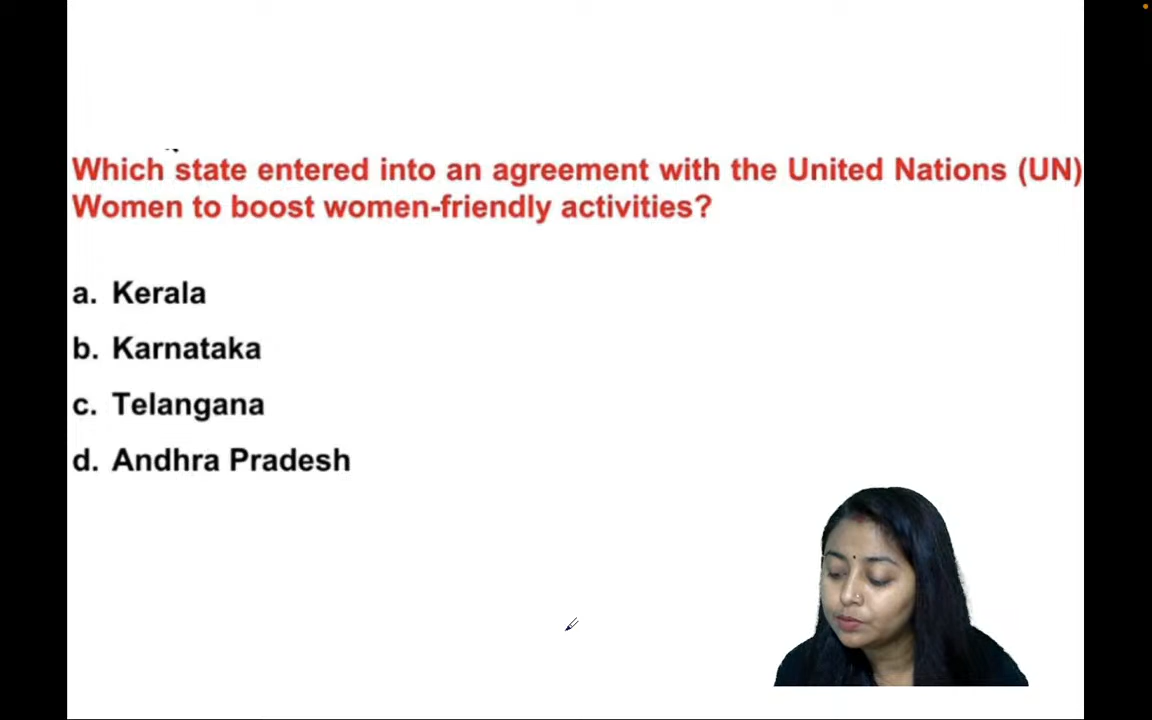 Which state entered into an agreement with the United Nations (UN)
Women to boost women-friendly activities?
a. Kerala
b. Karnataka
c. Telangana
d. Andhra Pradesh